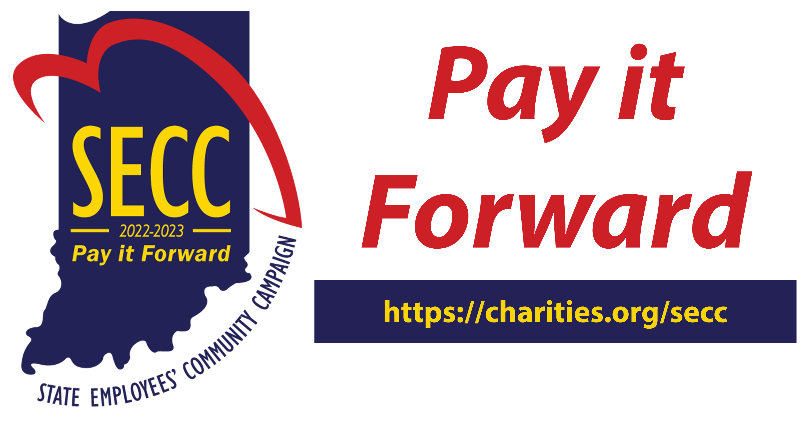 SECC
2022-2023
Pay it Forward
STATE EMPLOYEES' COMMUNITY CAMPAIGN
Pay it
Forward
https://charities.org/secc